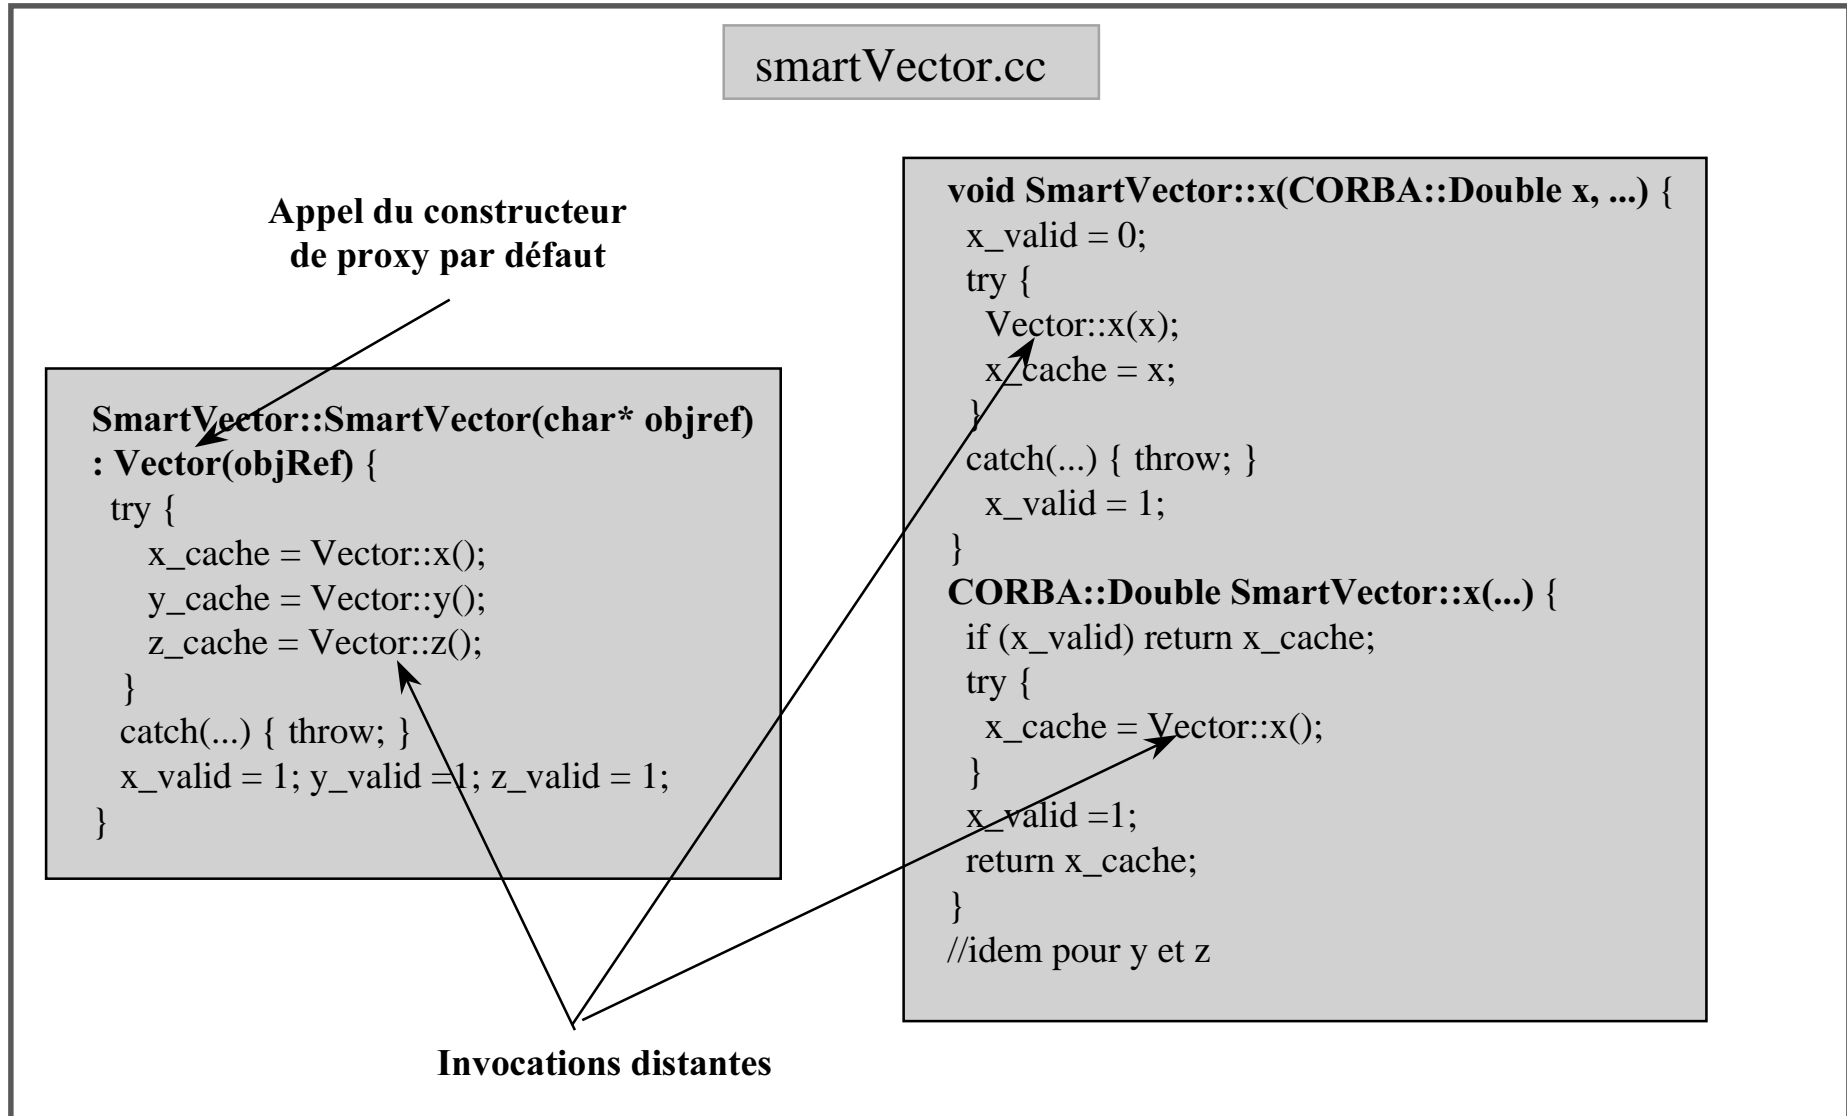 smartVector.cc
Appel du constructeur
de proxy par défaut
SmartVector::SmartVector(char* objref)
: Vector(objRef) {
try {
x_cache = Vector::x();
y_cache = Vector::y();
z_cache = Vector::z();
}
catch(...) { throw; }
x_valid = 1; y_valid =1; z_valid = 1;
}
void SmartVector::x(CORBA::Double x, ...) {
x_valid = 0;
try {
Vector::x(x);
x_cache = x;
}
catch(...) { throw; }
x_valid = 1;
}
CORBA::Double SmartVector::x(...) {
if (x_valid) return x_cache;
try {
x_cache = Vector::x();
}
x_valid =1;
return x_cache;
}
//idem pour y et z
Invocations distantes